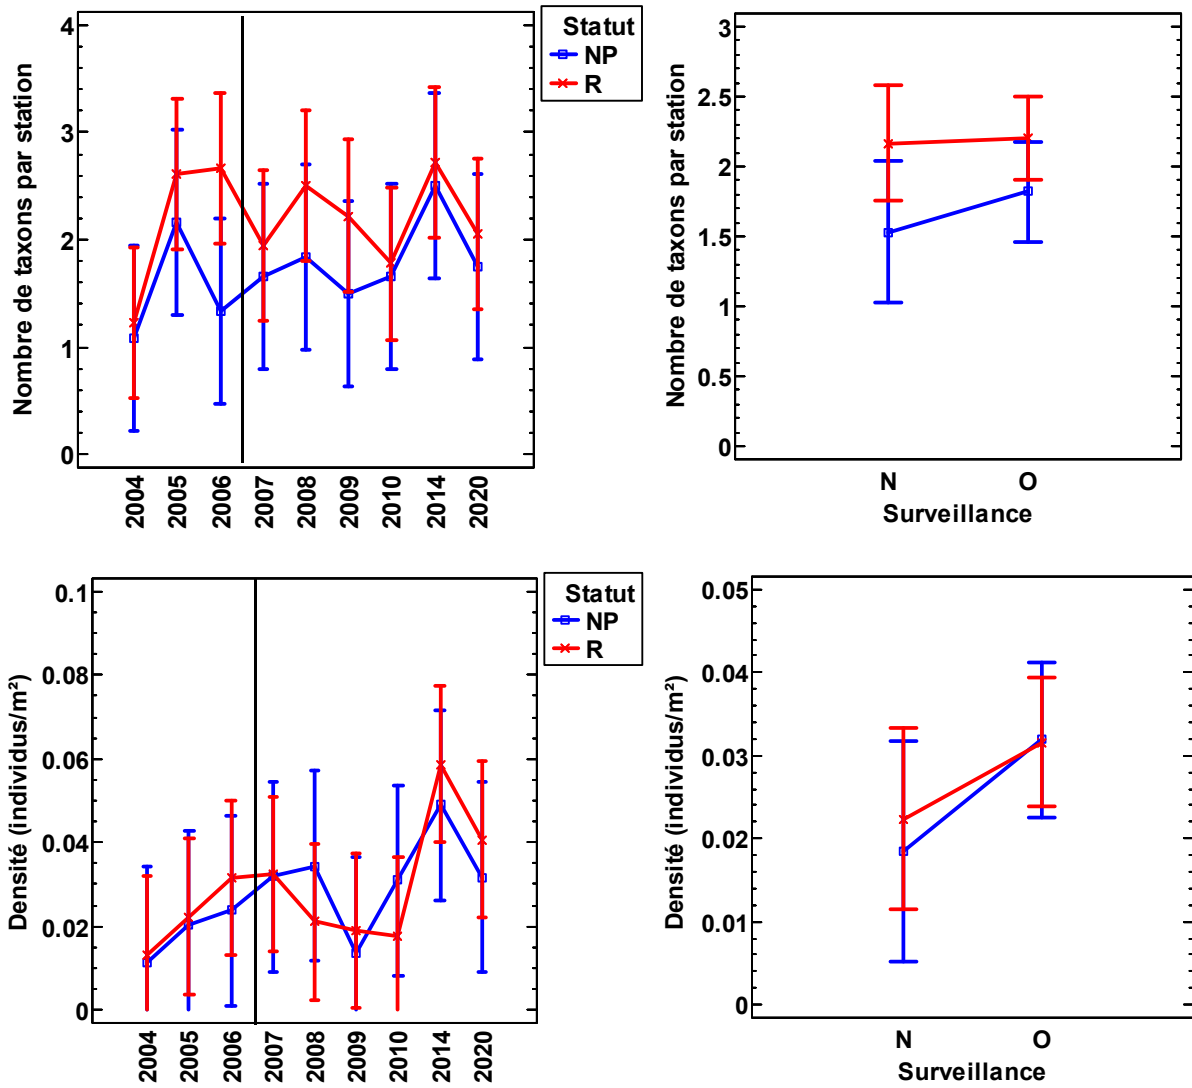 Nombre de taxons par station
4
3
2
1
0
2004
2005
2006
2007
2008
2009
2010
2014
2020
Statut
NP
R
Nombre de taxons par station
3
2.5
2
1.5
1
0.5
0
N
O
Surveillance
Densité (individus/m²)
0.1
0.08
0.06
0.04
0.02
0
2004
2005
2006
2007
2008
2009
2010
2014
2020
Statut
NP
R
Densité (individus/m²)
0.05
0.04
0.03
0.02
0.01
0
N
O
Surveillance